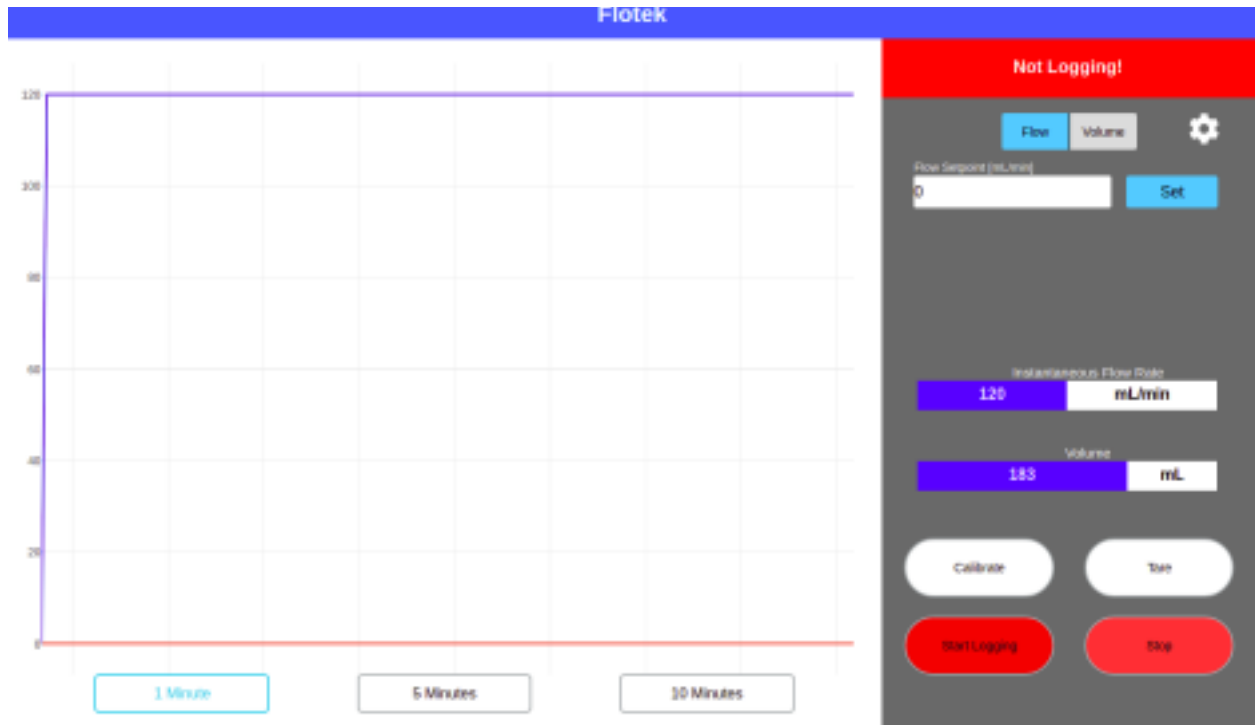 Flotek
Not Logging!
Flow Volume
Flow Setpoint [mL/min]
0 Set
120
100
80
60
40
20
0
Instantaneous Flow Rate
120 mL/min
Volume
183 mL
Calibrate Tare
Start Logging Stop
1 Minute 5 Minutes 10 Minutes